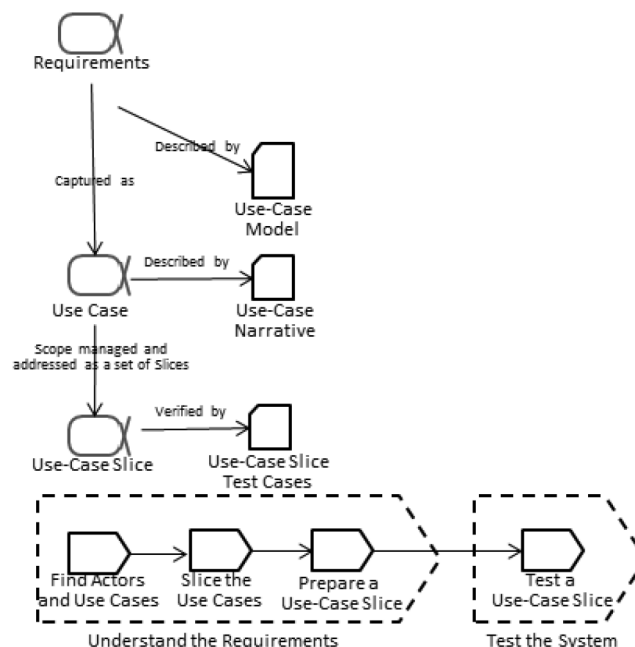 Requirements
Described by
Captured as
Use-Case
Model
Described by
Use Case
Use-Case
Narrative
Scope managed and
addressed as a set of Slices
Verified by
Use-Case Slice
Use-Case Slice
Test Cases
Find Actors
and Use Cases
Slice the
Use Cases
Prepare a
Use-Case Slice
Test a
Use-Case Slice
Understand the Requirements
Test the System